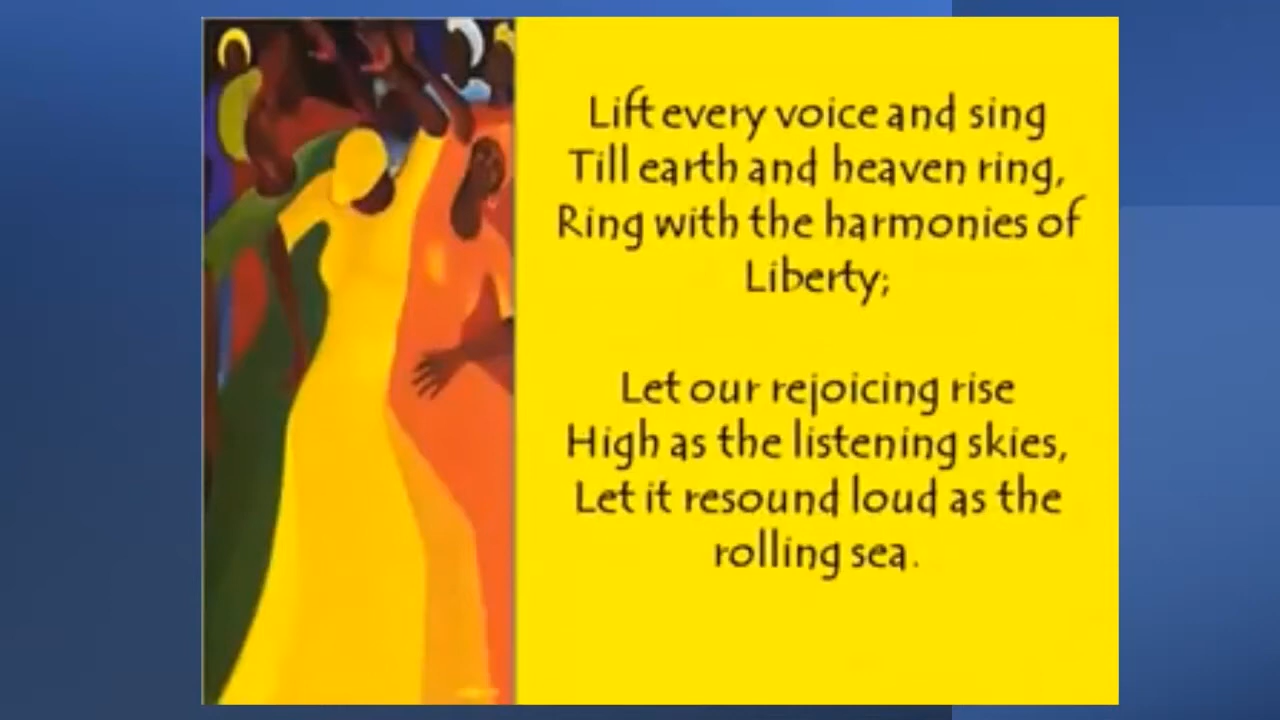 Lift every voice and sing
Till earth and heaven ring,
Ring with the harmonies of
Liberty;
Let our rejoicing rise
High as the listening skies,
Let it resound loud as the
rolling sea.